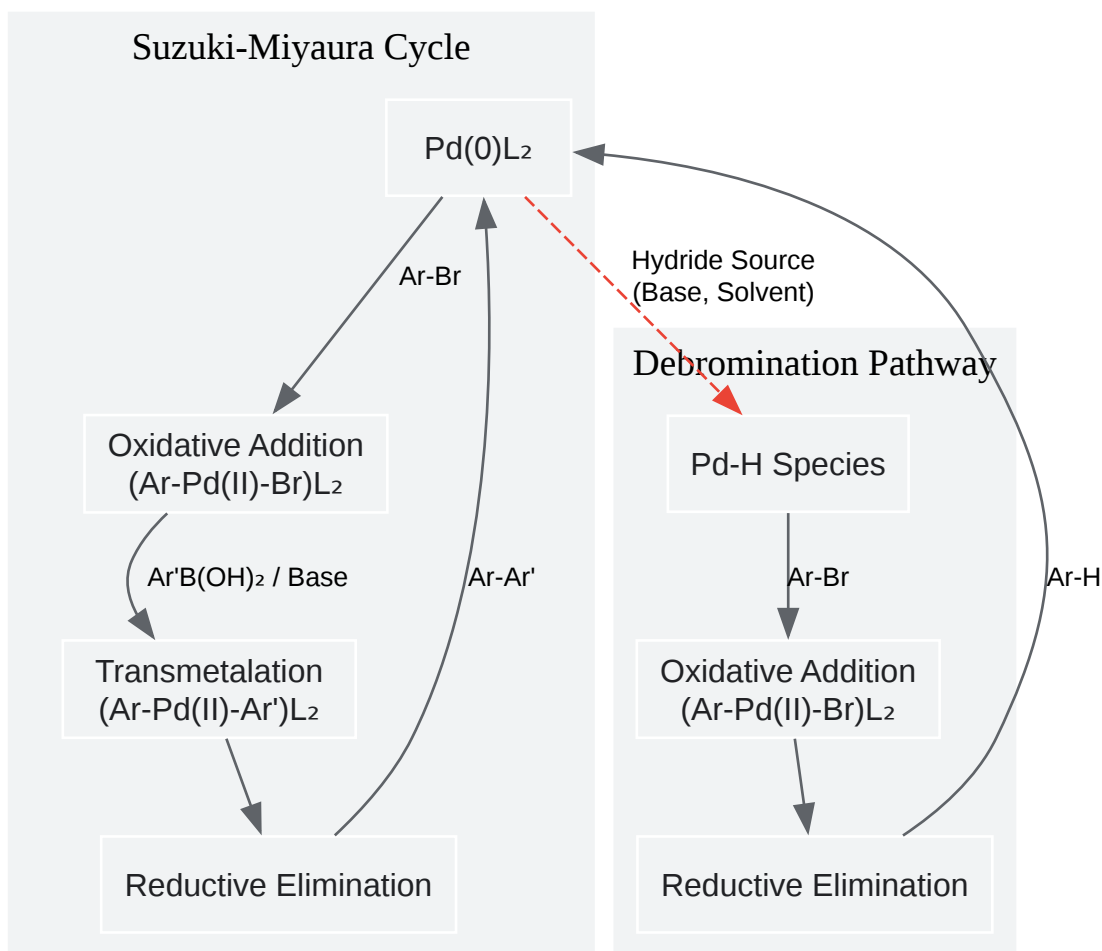 Suzuki-Miyaura Cycle
Pd(0)L₂
Ar-Br
Hydride Source
(Base, Solvent)
Debromination Pathway
Oxidative Addition
(Ar-Pd(II)-Br)L₂
Pd-H Species
Ar'B(OH)₂ / Base
Ar-Ar'
Ar-Br
Ar-H
Transmetalation
(Ar-Pd(II)-Ar')L₂
Oxidative Addition
(Ar-Pd(II)-Br)L₂
Reductive Elimination
Reductive Elimination